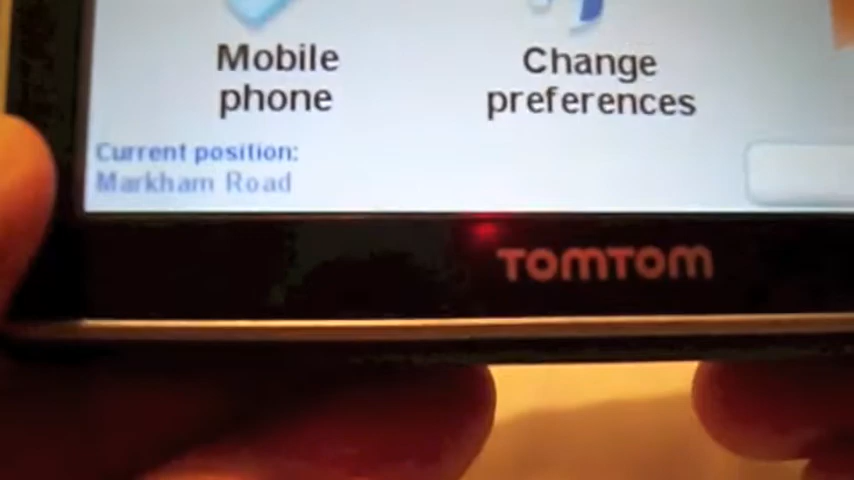 Mobile
phone
Change
preferences
Current position:
Markham Road
TOMTOM